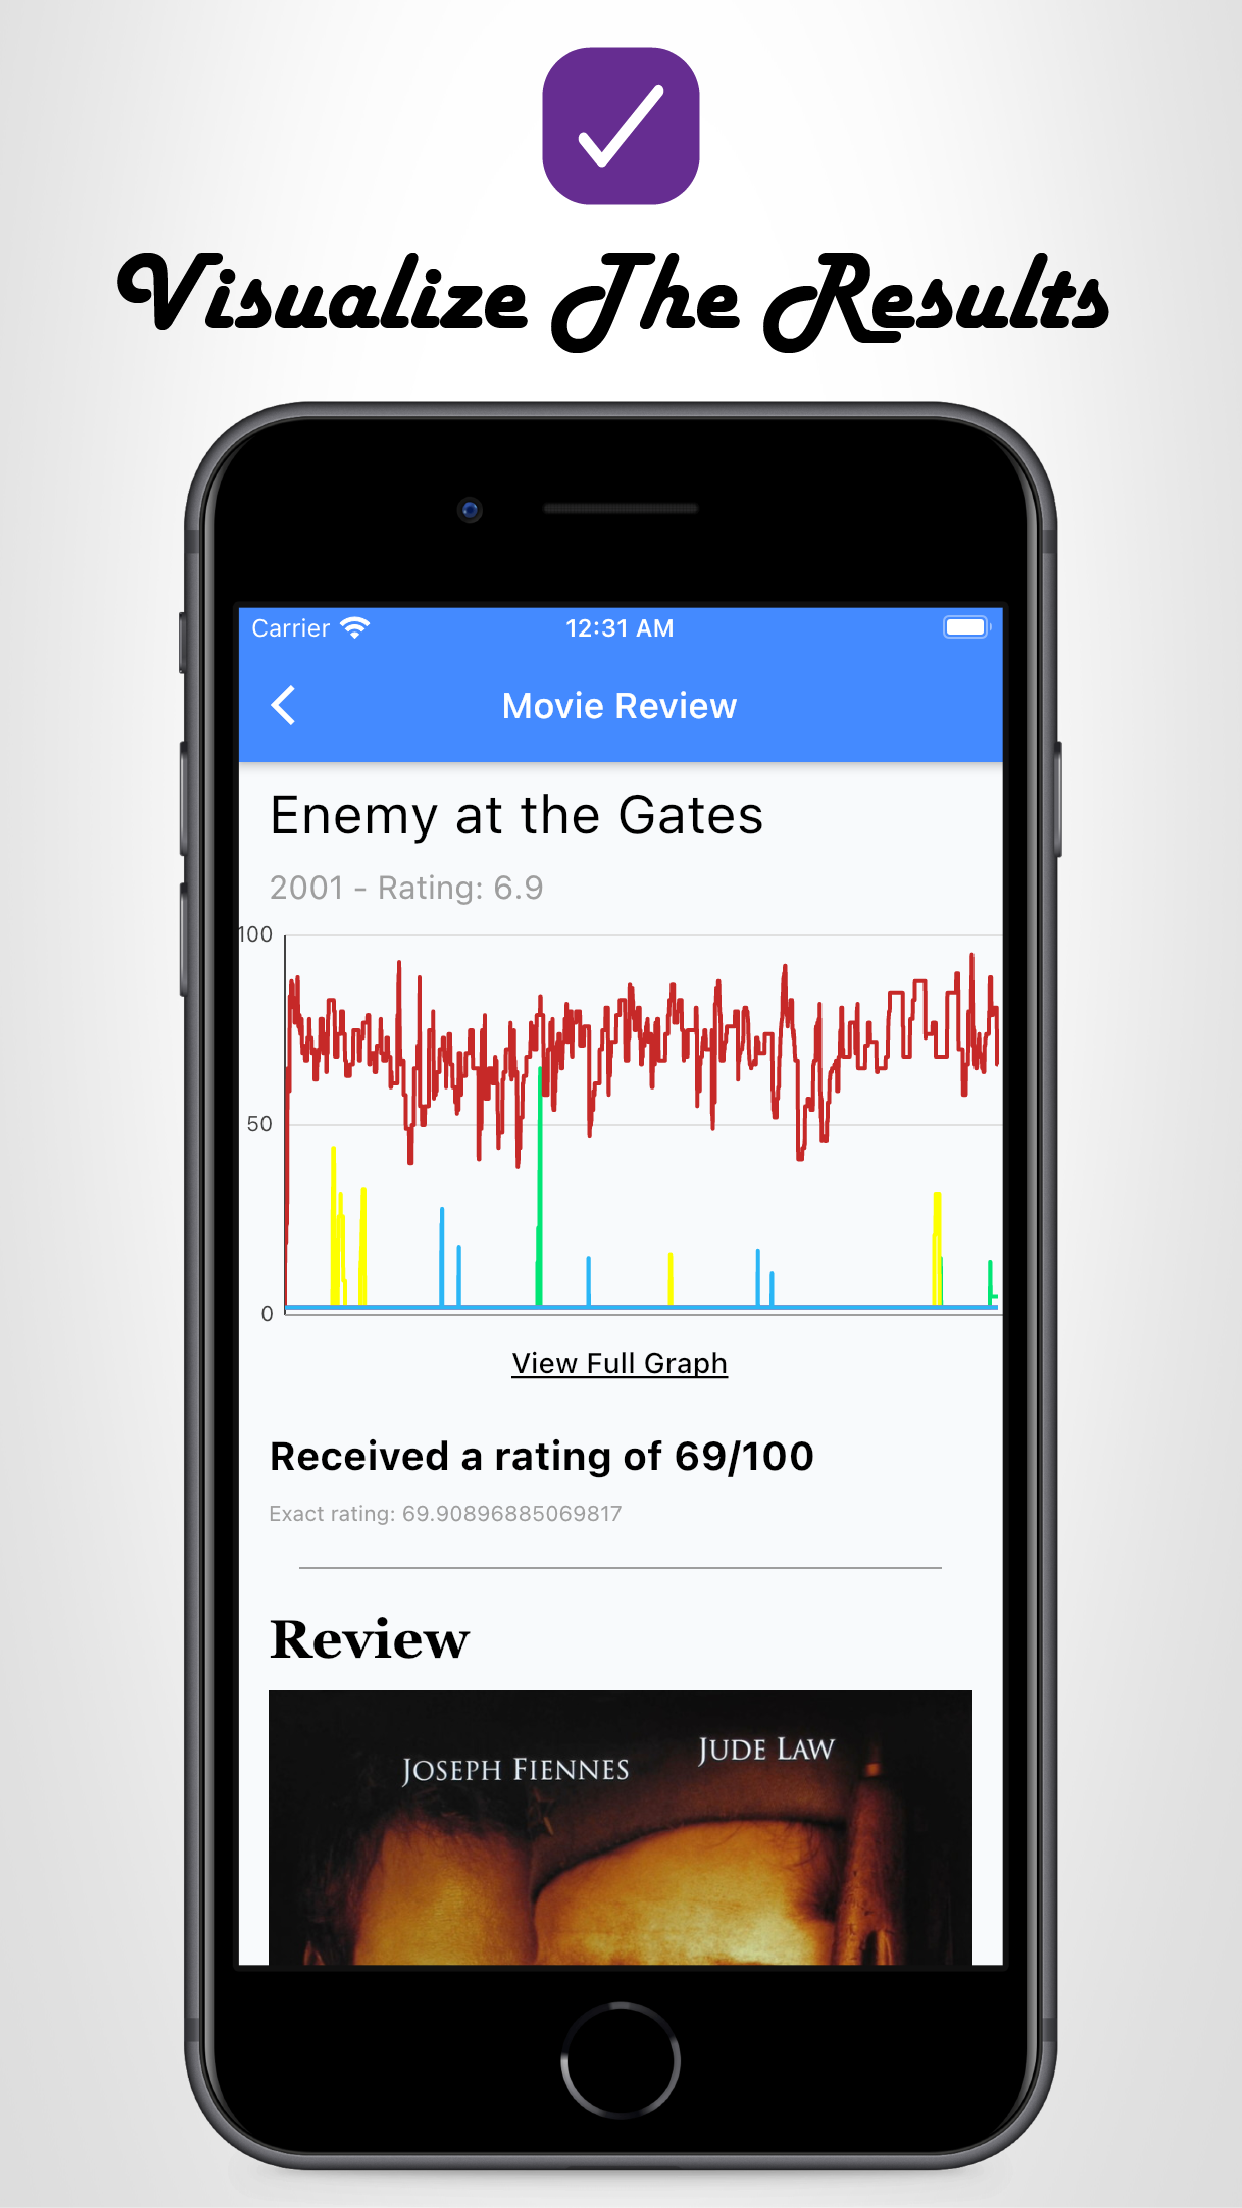 Visualize The Results
Carrier 12:31 AM
Movie Review
Enemy at the Gates
2001 - Rating: 6.9
100
50
0
View Full Graph
Received a rating of 69/100
Exact rating: 69.90896885069817
Review
JOSEPH FIENNES JUDE LAW